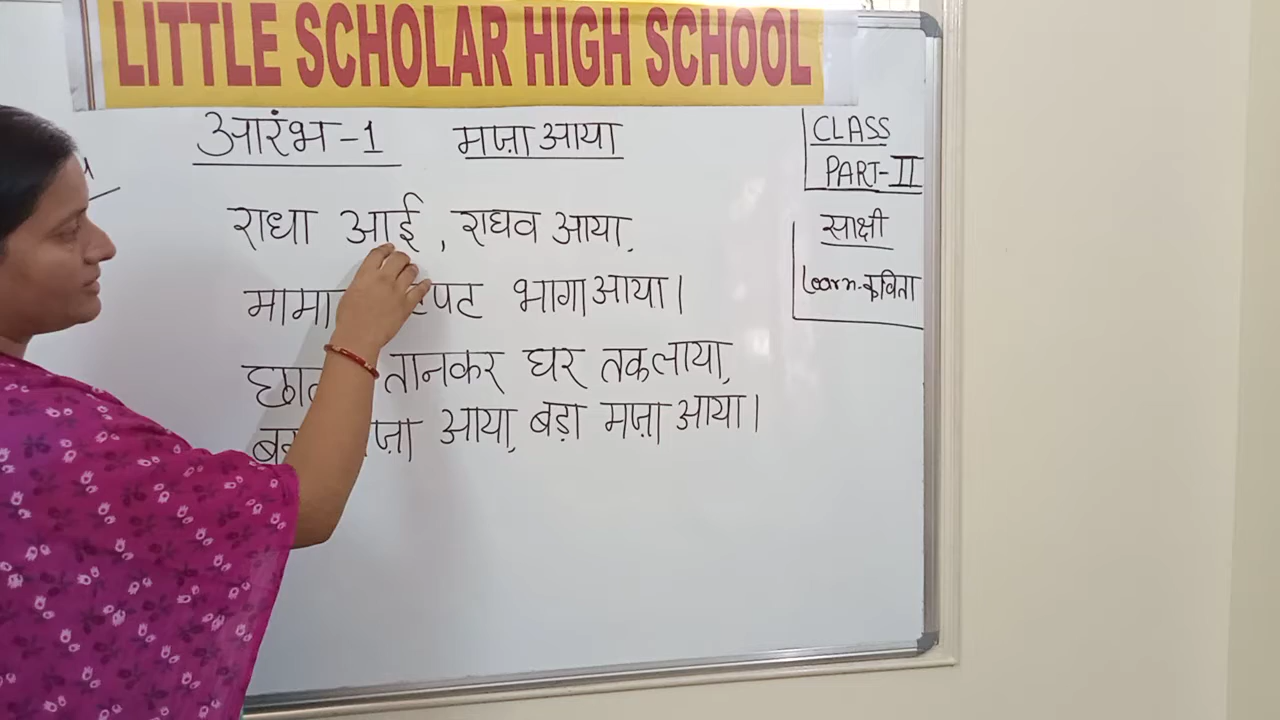 LITTLE SCHOLAR HIGH SCHOOL
आरंभ-1 मज़ा आया
राधा आई, राघव आया,
मामा भागा आया।
तानकर घर तक लाया,
आया, बड़ा मज़ा आया।
CLASS
PART-II
साक्षी
Learn-कविता